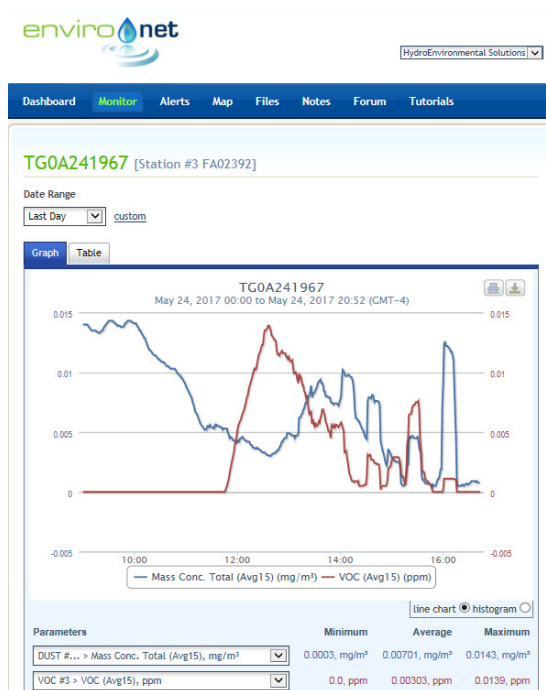 enviro net
HydroEnvironmental Solutions
Dashboard Monitor Alerts Map Files Notes Forum Tutorials
TG0A241967 [Station #3 FA02392]
Date Range
Last Day custom
Graph Table
TG0A241967
May 24, 2017 00:00 to May 24, 2017 20:52 (GMT-4)
0.015 0.015
0.01 0.01
0.005 0.005
0 0
-0.005 -0.005
10:00 12:00 14:00 16:00
Mass Conc. Total (Avg15) (mg/m³) VOC (Avg15) (ppm)
line chart histogram
Parameters Minimum Average Maximum
DUST #... > Mass Conc. Total (Avg15), mg/m³ 0.0003, mg/m³ 0.00701, mg/m³ 0.0143, mg/m³
VOC #3 > VOC (Avg15), ppm 0.0, ppm 0.00303, ppm 0.0139, ppm